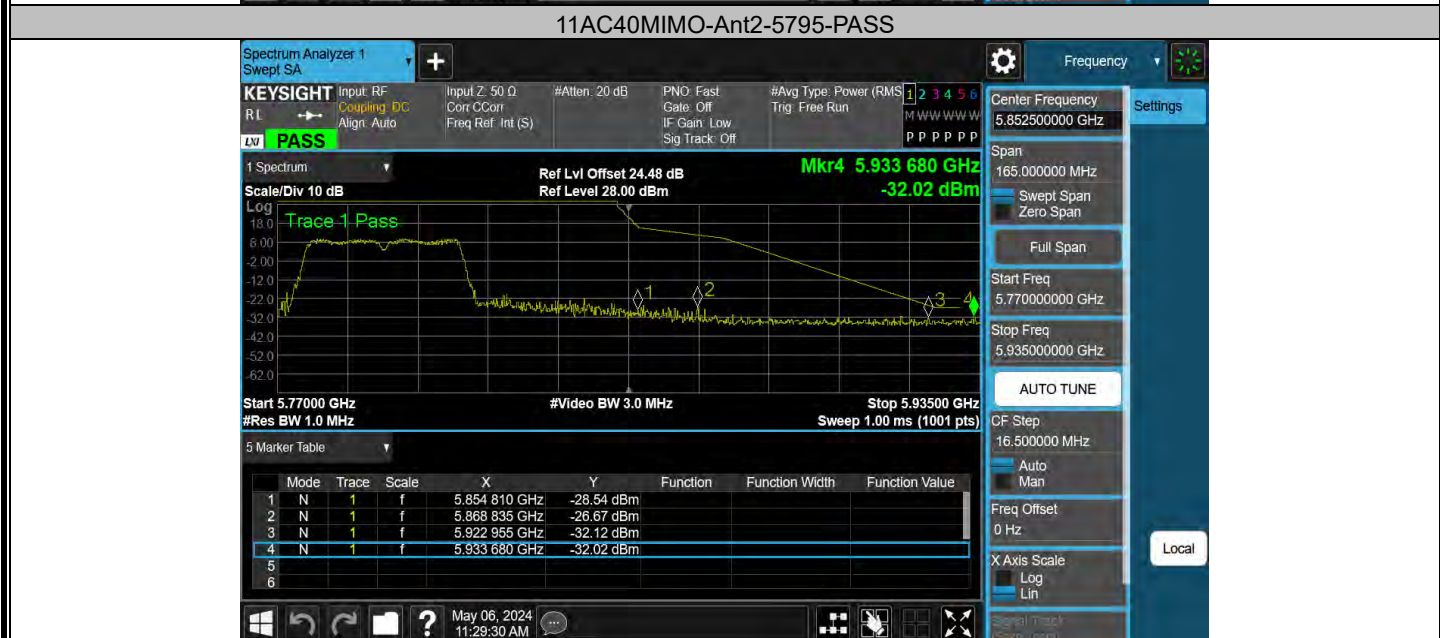 11AC40MIMO-Ant2-5795-PASS
Spectrum Analyzer 1
Swept SA
+
Frequency
KEYSIGHT
Input: RF
Input Z: 50 Ω
#Atten: 20 dB
PNO: Fast
#Avg Type: Power (RMS
1 2 3 4 5 6
RL
Coupling: DC
Corr CCorr
Gate: Off
Trig: Free Run
M W W W W W
Align: Auto
Freq Ref: Int (S)
IF Gain: Low
LXI PASS
Sig Track: Off
P P P P P P
Settings
Center Frequency
5.852500000 GHz
Span
165.000000 MHz
Swept Span
Zero Span
Full Span
Start Freq
5.770000000 GHz
Stop Freq
5.935000000 GHz
AUTO TUNE
CF Step
16.500000 MHz
Auto
Man
Freq Offset
0 Hz
X Axis Scale
Log
Lin
Signal Track
Local
1 Spectrum
Ref Lvl Offset 24.48 dB
Mkr4 5.933 680 GHz
Scale/Div 10 dB
Ref Level 28.00 dBm
-32.02 dBm
Log
Trace 1 Pass
18.0
8.00
-2.00
-12.0
-22.0
-32.0
-42.0
-52.0
-62.0
1
2
3
4
Start 5.77000 GHz
#Video BW 3.0 MHz
Stop 5.93500 GHz
#Res BW 1.0 MHz
Sweep 1.00 ms (1001 pts)
5 Marker Table
Mode Trace Scale X Y Function Function Width Function Value
1 N 1 f 5.854 810 GHz -28.54 dBm
2 N 1 f 5.868 835 GHz -26.67 dBm
3 N 1 f 5.922 955 GHz -32.12 dBm
4 N 1 f 5.933 680 GHz -32.02 dBm
5
6
?
May 06, 2024
11:29:30 AM